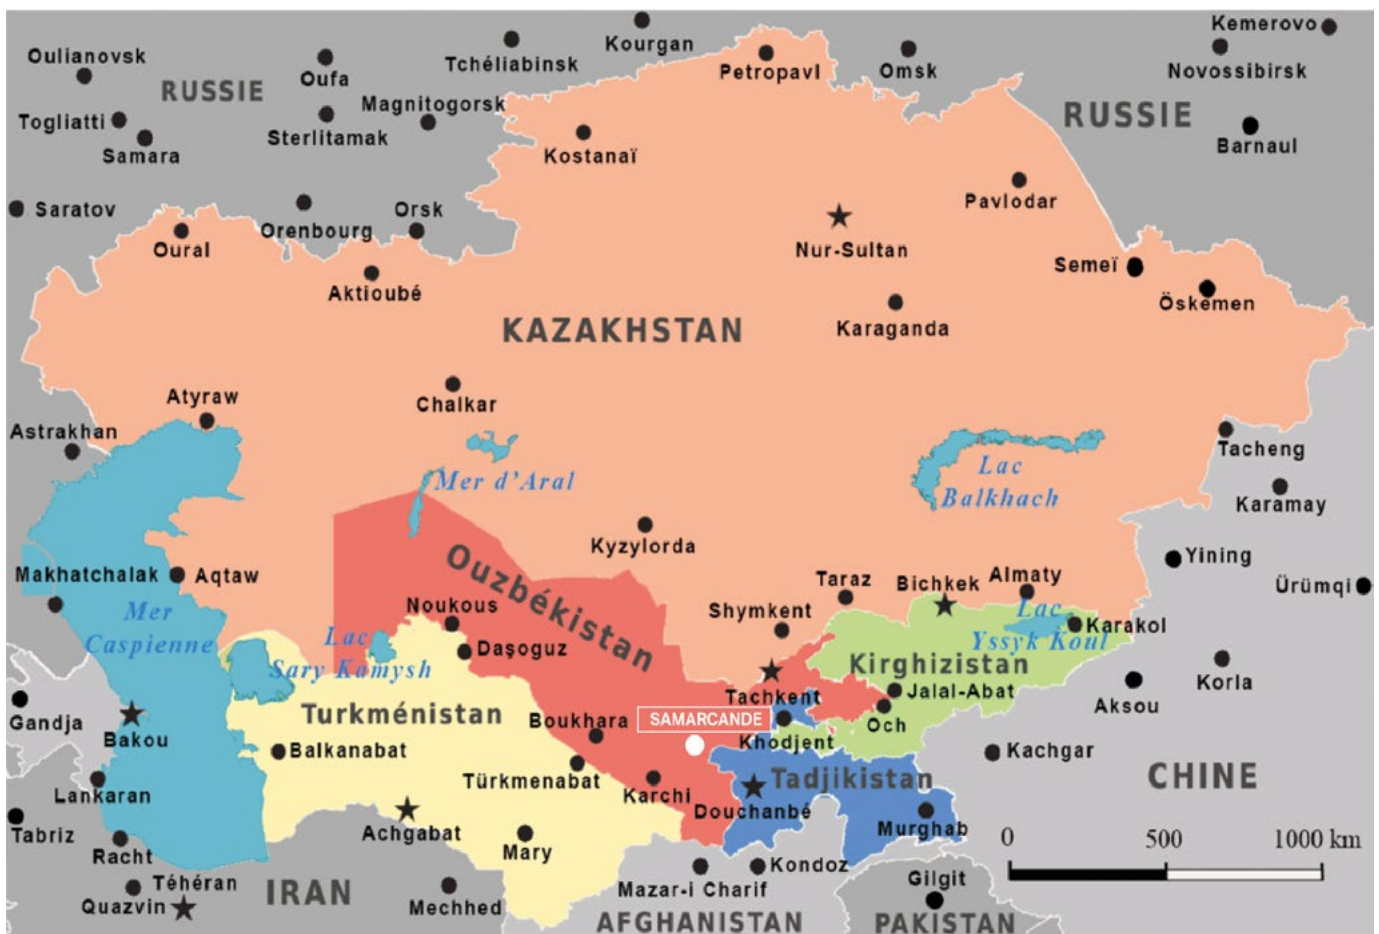 Kourgan
Kemerovo
Oulianovsk
Oufa
Tchéliabinsk
Petropavl
Omsk
Novossibirsk
RUSSIE
Magnitogorsk
RUSSIE
Togliatti
Samara
Sterlitamak
Kostanaï
Barnaul
Saratov
Orenbourg
Orsk
Pavlodar
Oural
Nur-Sultan
Semeï
Aktioubé
Öskemen
KAZAKHSTAN
Karaganda
Atyraw
Chalkar
Astrakhan
Tacheng
Mer d'Aral
Lac
Balkhach
Karamay
Kyzylorda
Yining
Makhatchalak
Aqtaw
Ouzbékistan
Taraz
Bichkek
Almaty
Ürümqi
Mer
Caspienne
Noukous
Shymkent
Lac
Yssyk Koul
Karakol
Lac
Sary Kamysh
Daşoguz
Kirghizistan
Korla
Tachkent
Jalal-Abat
Aksou
Gandja
Bakou
Turkménistan
Boukhara
SAMARCANDE
Och
Balkanabat
Khodjent
Kachgar
Türkmenabat
Tadjikistan
CHINE
Lankaran
Karchi
Douchanbé
Tabriz
Achgabat
Murghab
0
500
1000 km
Racht
Mary
Téhéran
IRAN
Kondoz
Mazar-i Charif
Gilgit
Quazvin
Mechhed
AFGHANISTAN
PAKISTAN